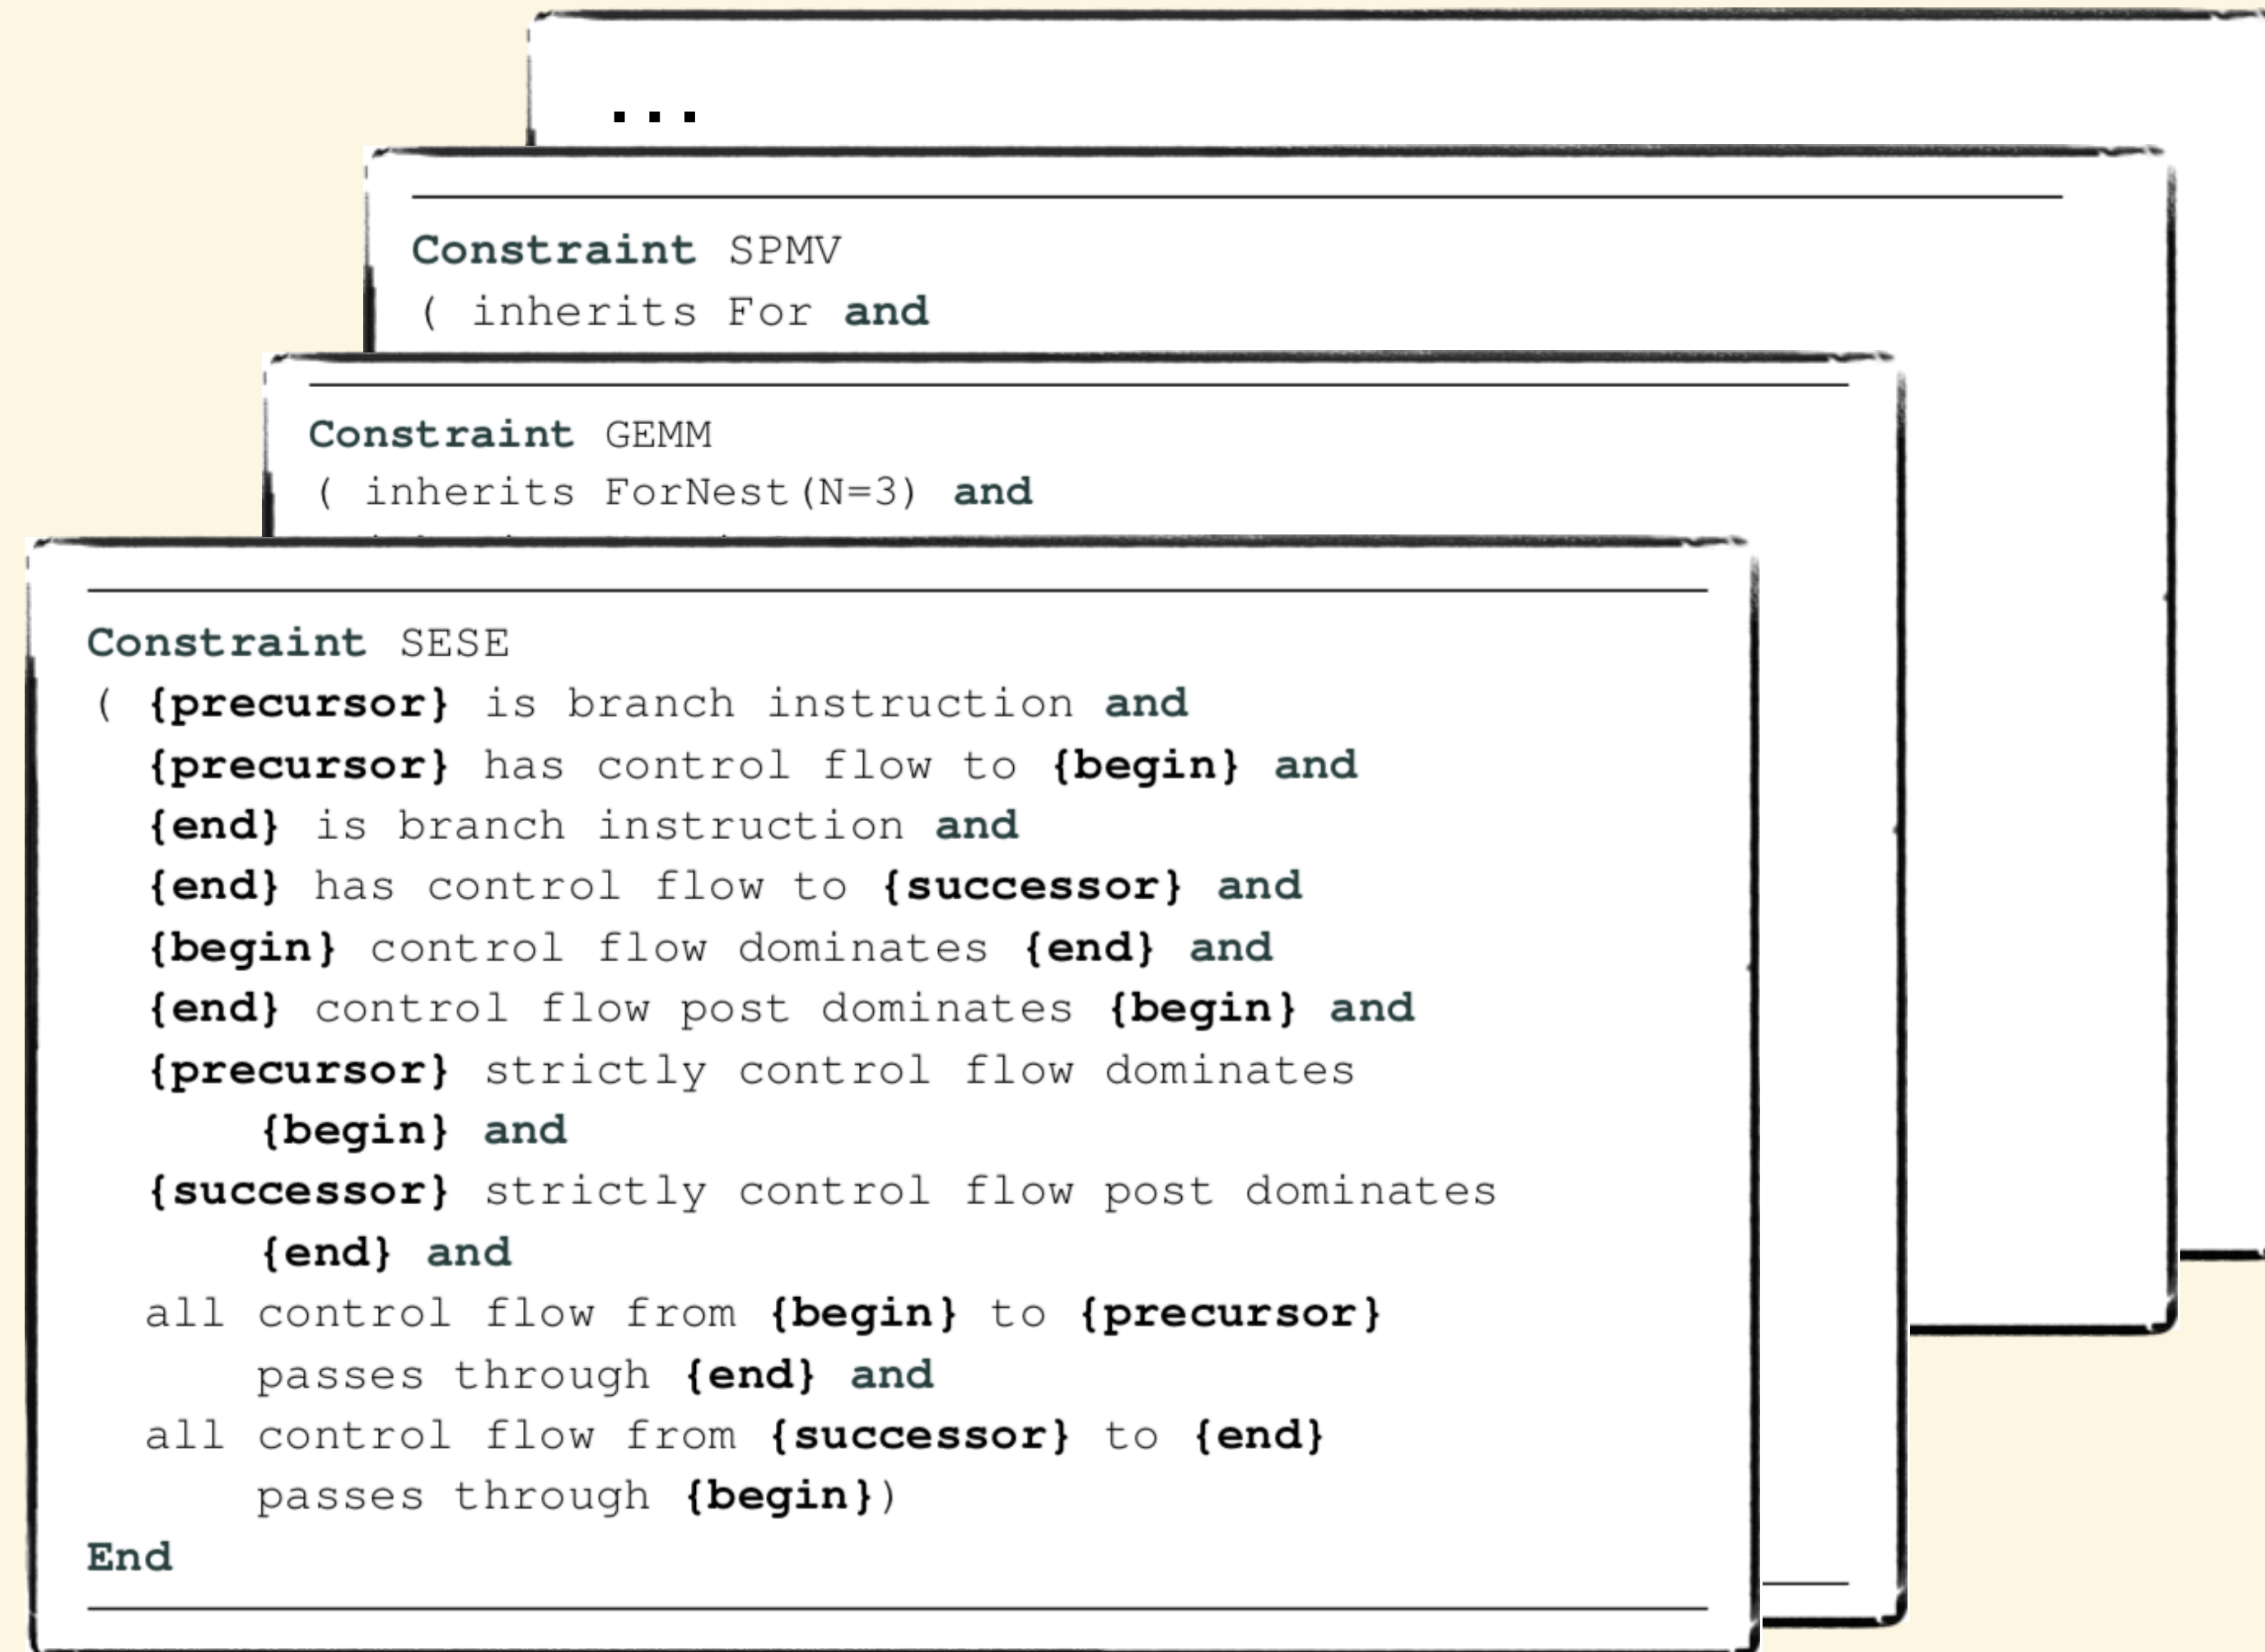 ...
Constraint SPMV
( inherits For and
Constraint GEMM
( inherits ForNest(N=3) and
Constraint SESE
( {precursor} is branch instruction and
{precursor} has control flow to {begin} and
{end} is branch instruction and
{end} has control flow to {successor} and
{begin} control flow dominates {end} and
{end} control flow post dominates {begin} and
{precursor} strictly control flow dominates
{begin} and
{successor} strictly control flow post dominates
{end} and
all control flow from {begin} to {precursor}
passes through {end} and
all control flow from {successor} to {end}
passes through {begin})
End